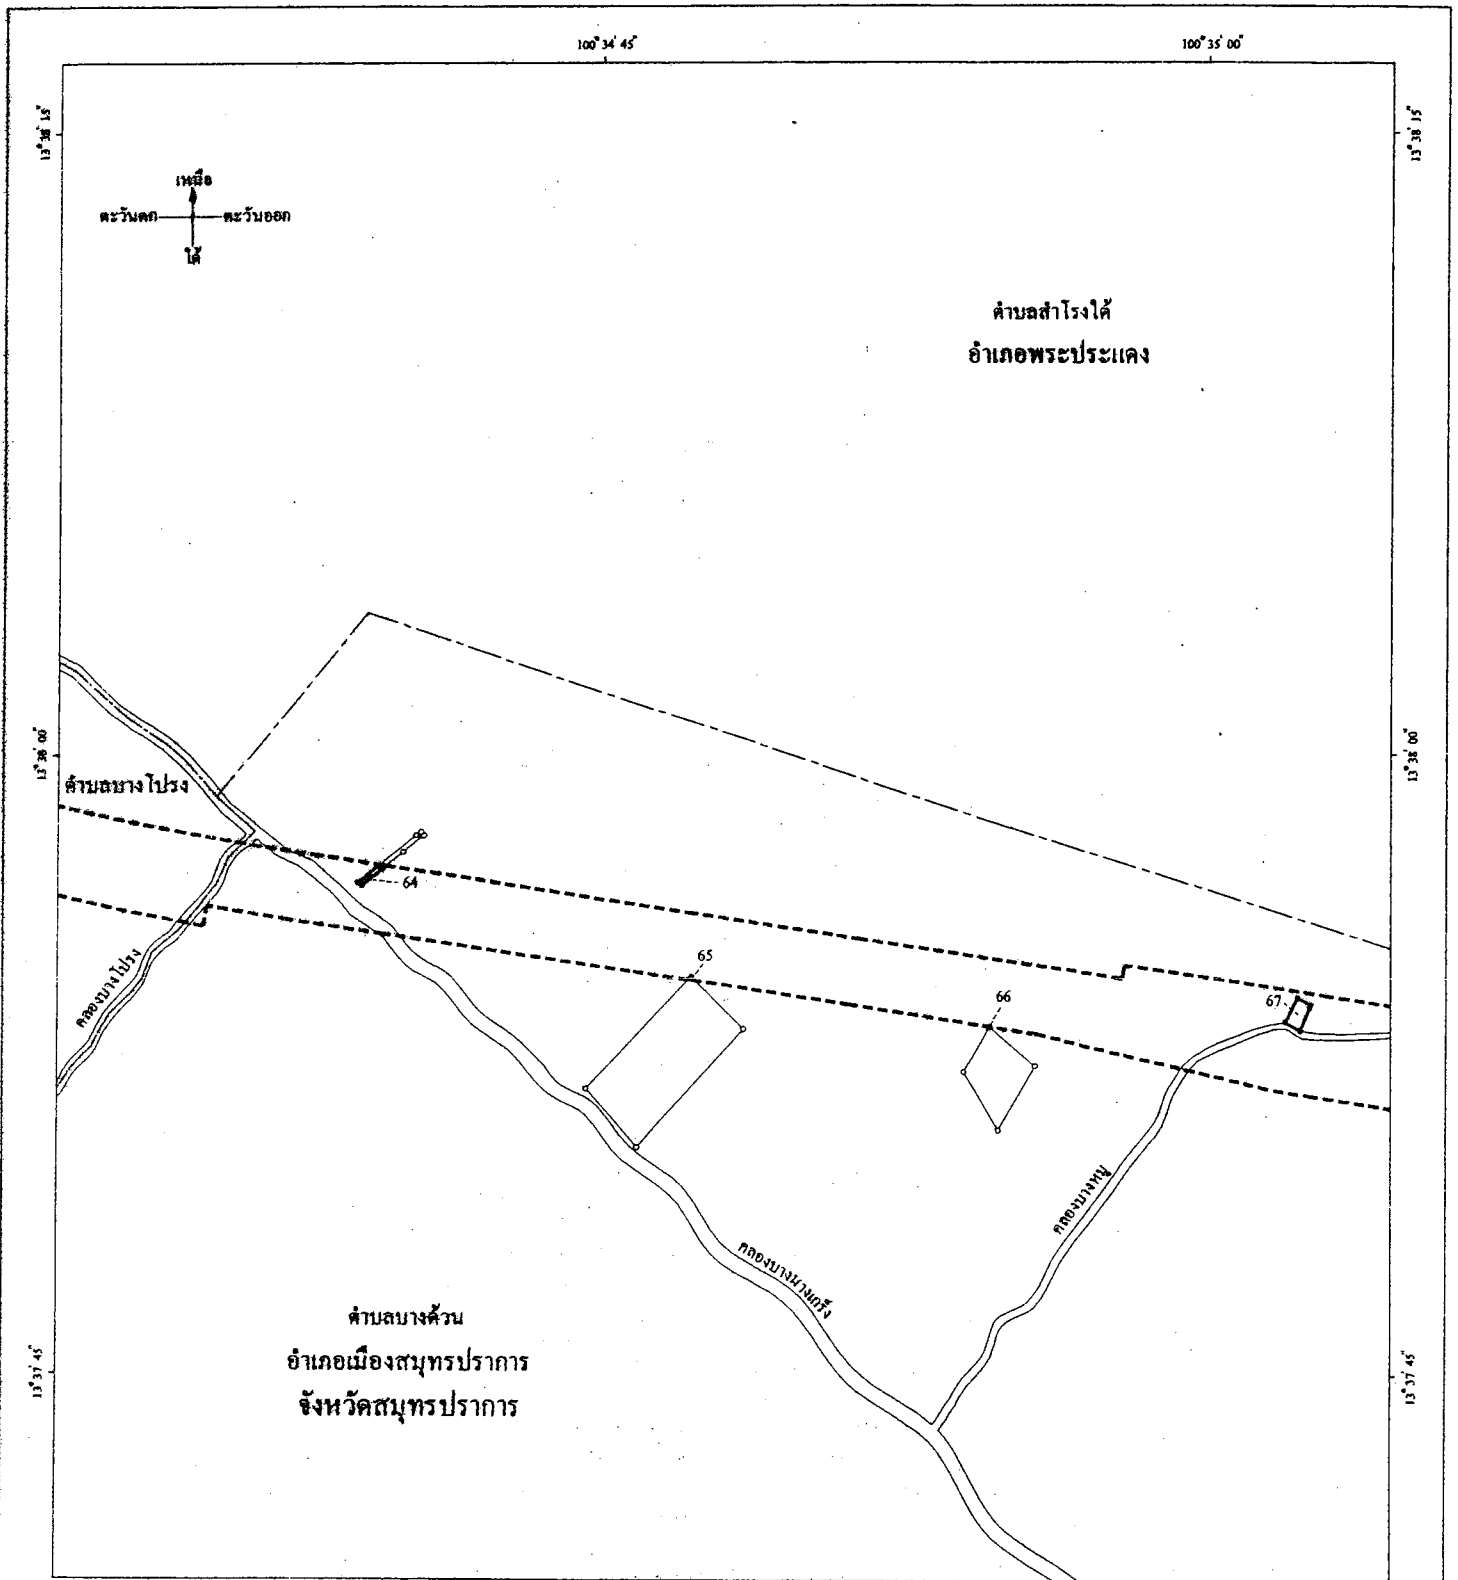 100° 34' 45"
100° 35' 00"
13° 38' 15"
13° 38' 15"
เหนือ
ตะวันตก
ตะวันออก
ใต้
ตำบลสำโรงใต้
อำเภอพระประแดง
13° 38' 00"
13° 38' 00"
ตำบลบางโปรง
64
65
66
67
คลองบางโปรง
คลองบางหมู
คลองบางนางเกร็ง
ตำบลบางด้วน
อำเภอเมืองสมุทรปราการ
จังหวัดสมุทรปราการ
13° 37' 45"
13° 37' 45"